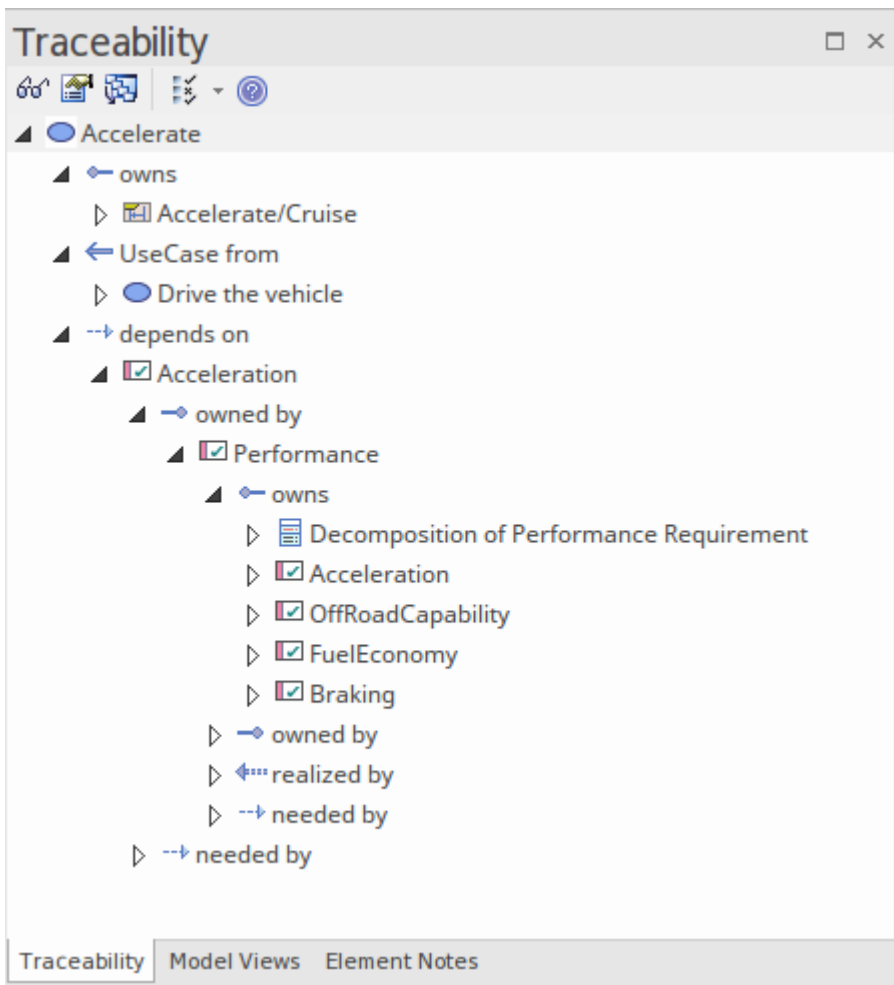 Traceability
Accelerate
owns
Accelerate/Cruise
UseCase from
Drive the vehicle
depends on
Acceleration
owned by
Performance
owns
Decomposition of Performance Requirement
Acceleration
OffRoadCapability
FuelEconomy
Braking
owned by
realized by
needed by
needed by
Traceability Model Views Element Notes